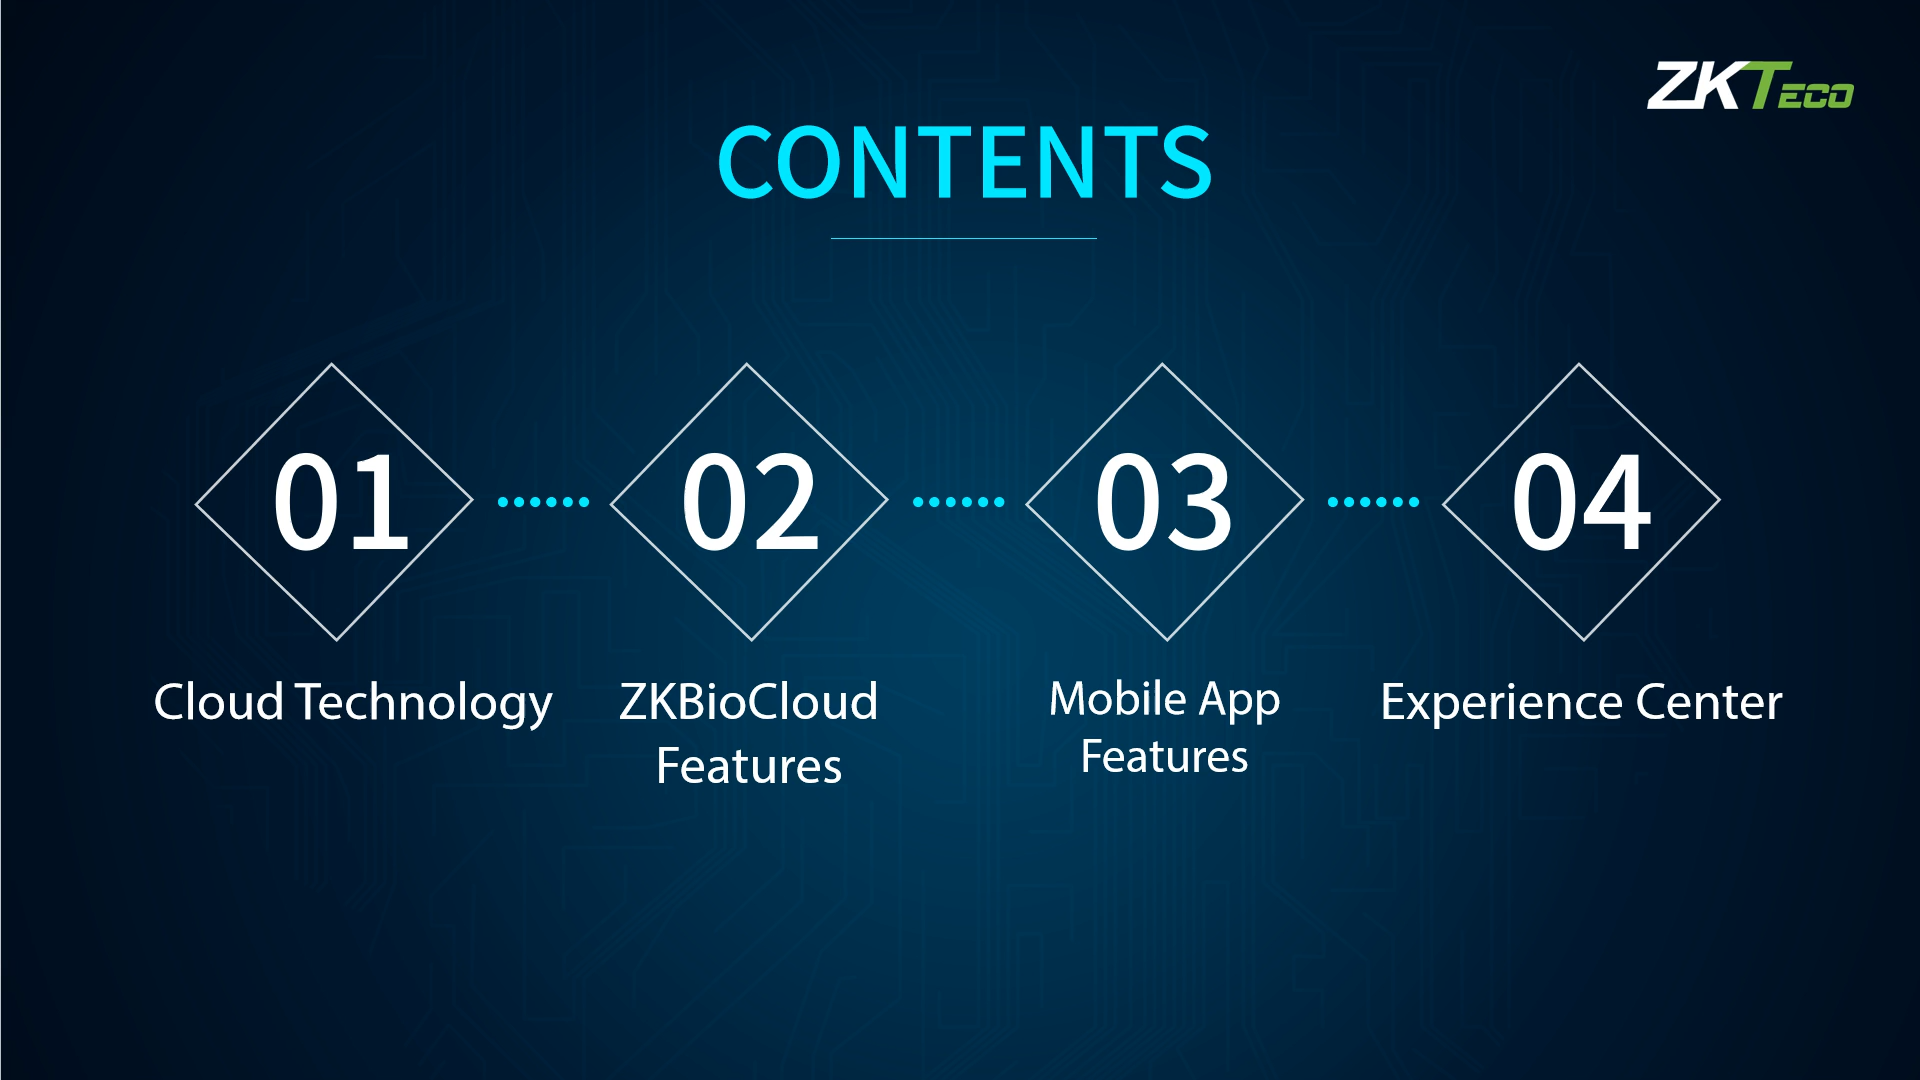 ZKTECO
CONTENTS
01
02
03
04
Cloud Technology
ZKBioCloud
Features
Mobile App
Features
Experience Center